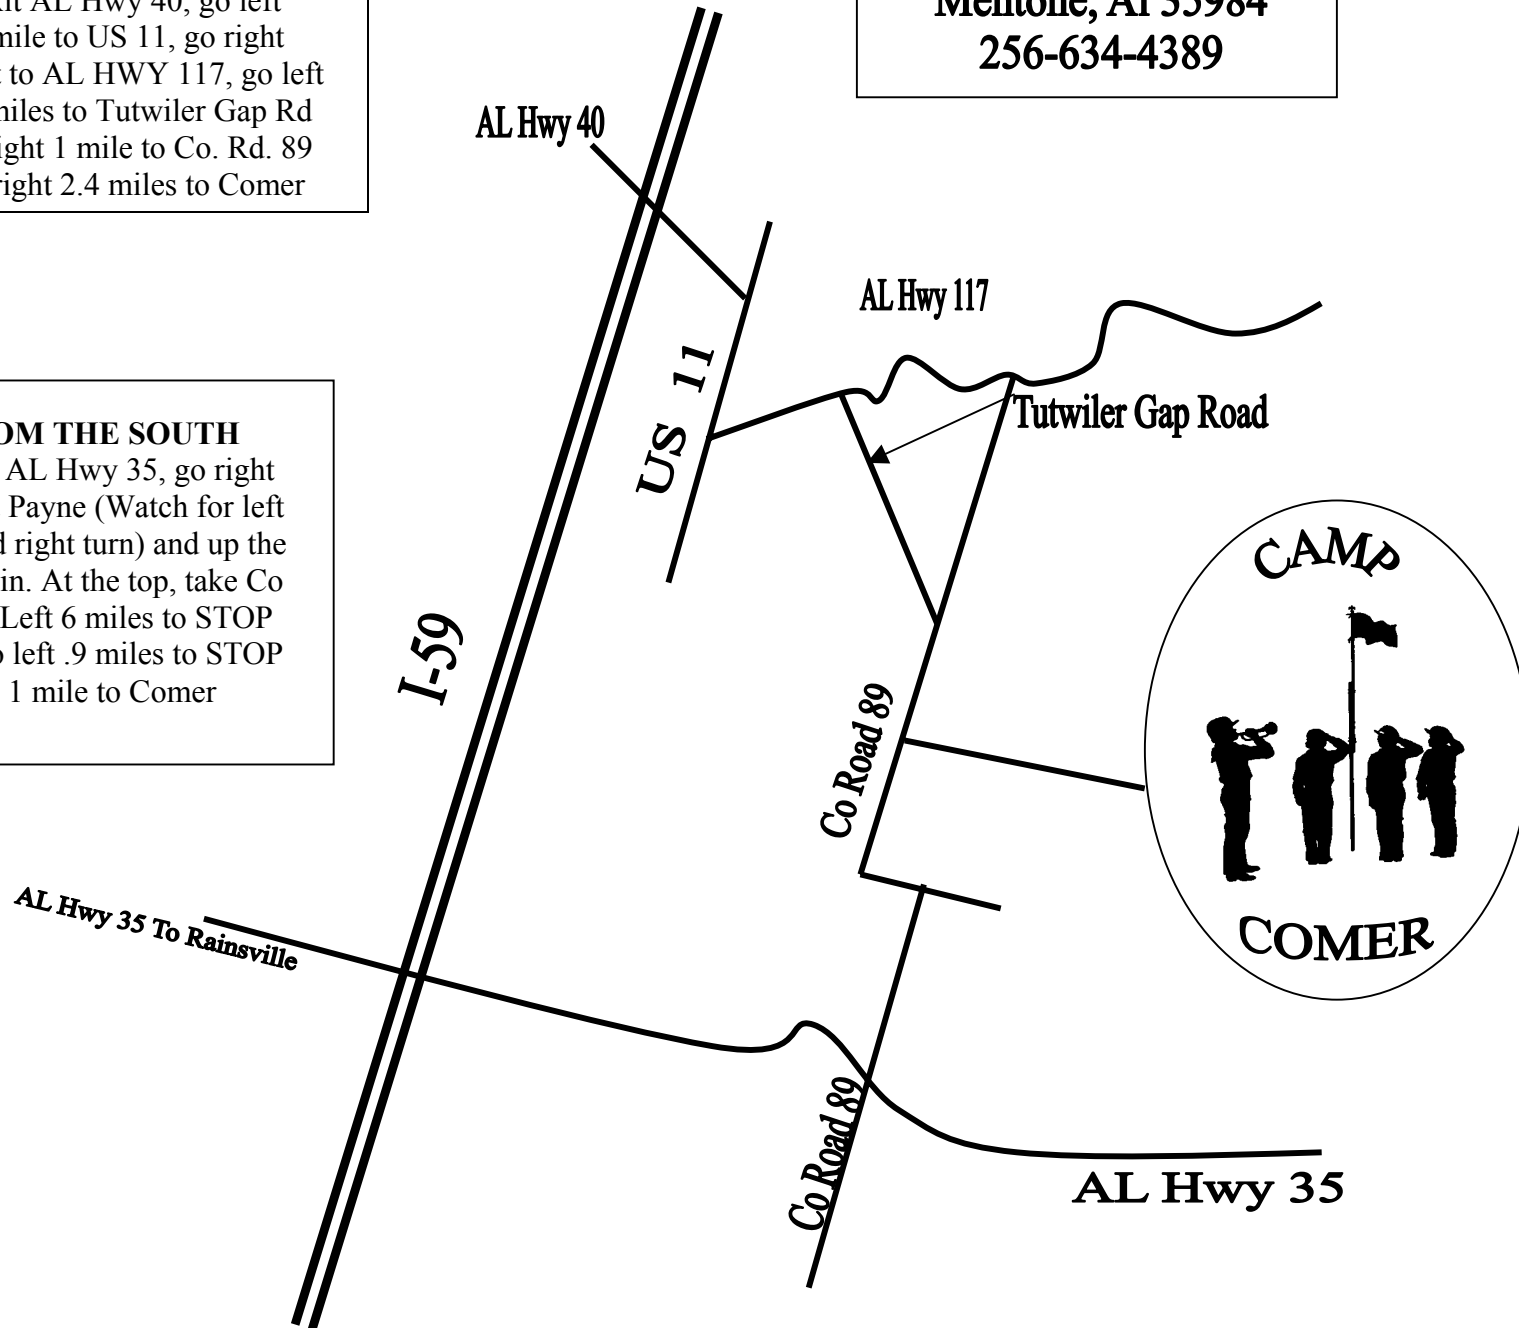 AL Hwy 40, go left
mile to US 11, go right
to AL HWY 117, go left
miles to Tutwiler Gap Rd
right 1 mile to Co. Rd. 89
right 2.4 miles to Comer
Mentone, Al 35984
256-634-4389
AL Hwy 40
AL Hwy 117
US 11
Tutwiler Gap Road
OM THE SOUTH
AL Hwy 35, go right
Payne (Watch for left
d right turn) and up the
in. At the top, take Co
Left 6 miles to STOP
o left .9 miles to STOP
1 mile to Comer
I-59
CAMP
COMER
Co Road 89
AL Hwy 35 To Rainsville
Co Road 89
AL Hwy 35